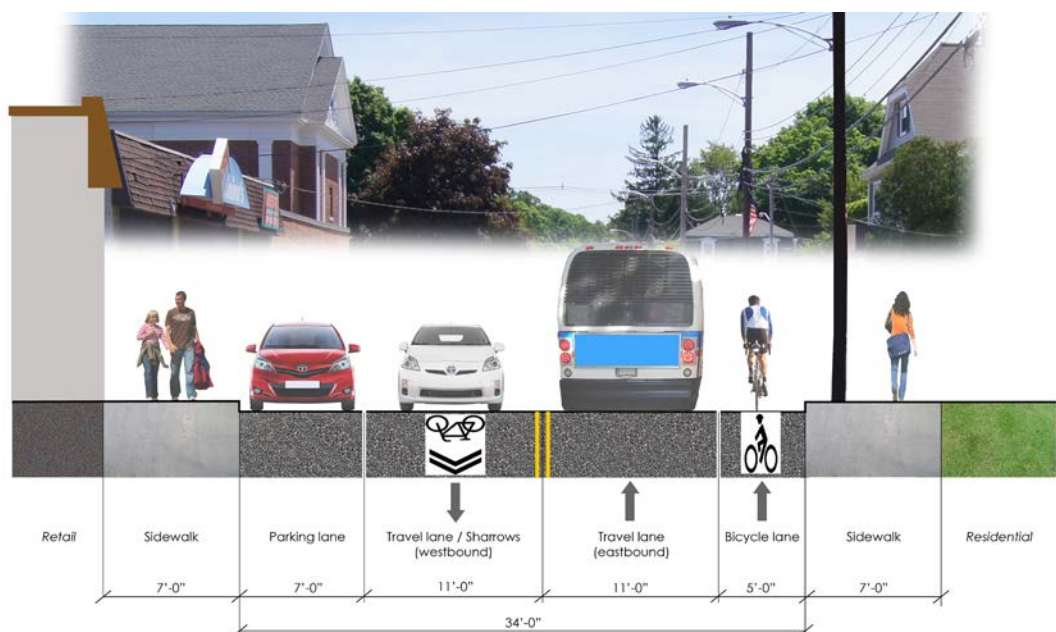 Retail
Sidewalk
Parking lane
Travel lane / Sharrows
(westbound)
Travel lane
(eastbound)
Bicycle lane
Sidewalk
Residential
7'-0"
7'-0"
11'-0"
11'-0"
5'-0"
7'-0"
34'-0"